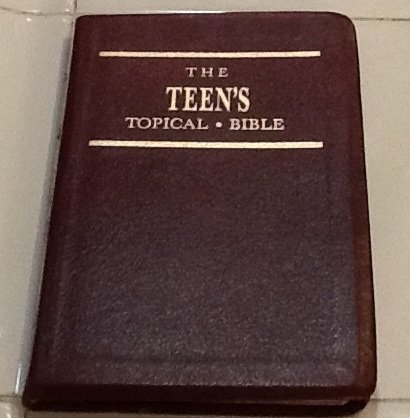 THE
TEEN'S
TOPICAL • BIBLE